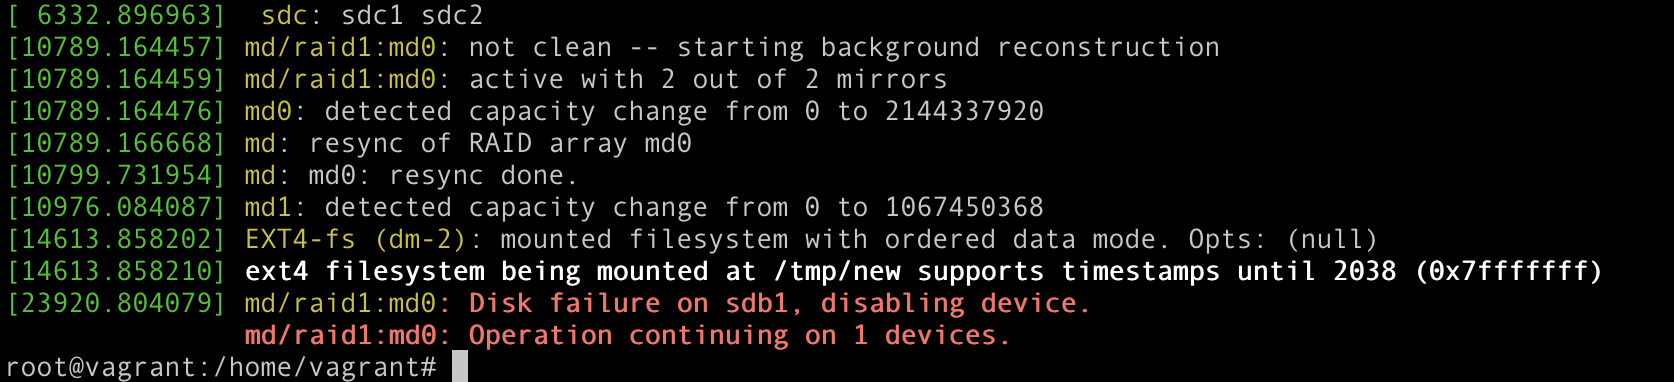 [ 6332.896963]  sdc: sdc1 sdc2
[10789.164457] md/raid1:md0: not clean -- starting background reconstruction
[10789.164459] md/raid1:md0: active with 2 out of 2 mirrors
[10789.164476] md0: detected capacity change from 0 to 2144337920
[10789.166668] md: resync of RAID array md0
[10799.731954] md: md0: resync done.
[10976.084087] md1: detected capacity change from 0 to 1067450368
[14613.858202] EXT4-fs (dm-2): mounted filesystem with ordered data mode. Opts: (null)
[14613.858210] ext4 filesystem being mounted at /tmp/new supports timestamps until 2038 (0x7fffffff)
[23920.804079] md/raid1:md0: Disk failure on sdb1, disabling device.
               md/raid1:md0: Operation continuing on 1 devices.
root@vagrant:/home/vagrant#